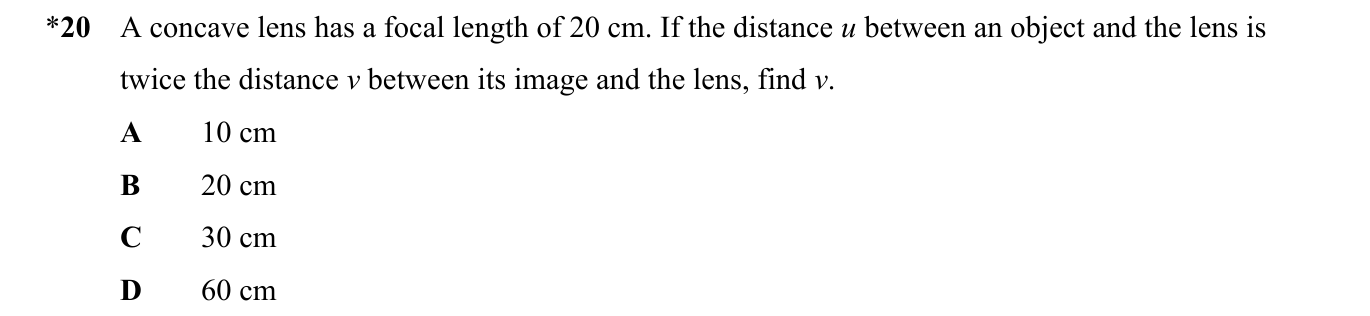 *20 A concave lens has a focal length of 20 cm. If the distance u between an object and the lens is
twice the distance v between its image and the lens, find v.
A 10 cm
B 20 cm
C 30 cm
D 60 cm